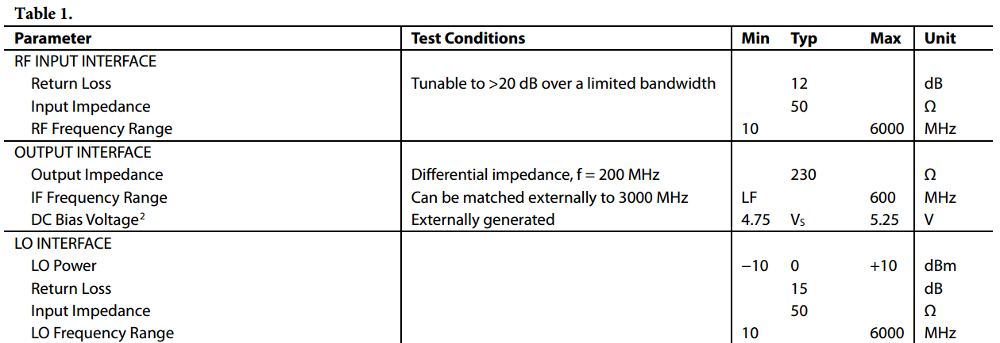 Table 1.
Parameter Test Conditions Min Typ Max Unit
RF INPUT INTERFACE
Return Loss Tunable to >20 dB over a limited bandwidth 12 dB
Input Impedance 50 Ω
RF Frequency Range 10 6000 MHz
OUTPUT INTERFACE
Output Impedance Differential impedance, f = 200 MHz 230 Ω
IF Frequency Range Can be matched externally to 3000 MHz LF 600 MHz
DC Bias Voltage² Externally generated 4.75 Vₛ 5.25 V
LO INTERFACE
LO Power −10 0 +10 dBm
Return Loss 15 dB
Input Impedance 50 Ω
LO Frequency Range 10 6000 MHz